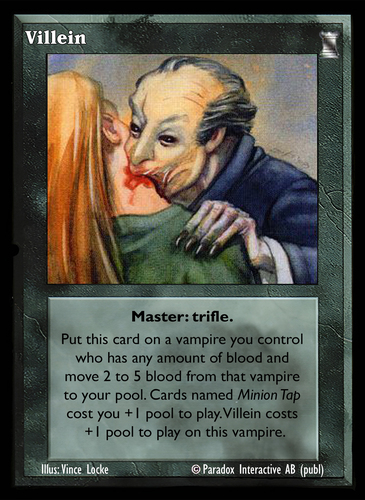 Villein
Master: trifle.
Put this card on a vampire you control
who has any amount of blood and
move 2 to 5 blood from that vampire
to your pool. Cards named Minion Tap
cost you +1 pool to play.Villein costs
+1 pool to play on this vampire.
Illus: Vince Locke © Paradox Interactive AB (publ)